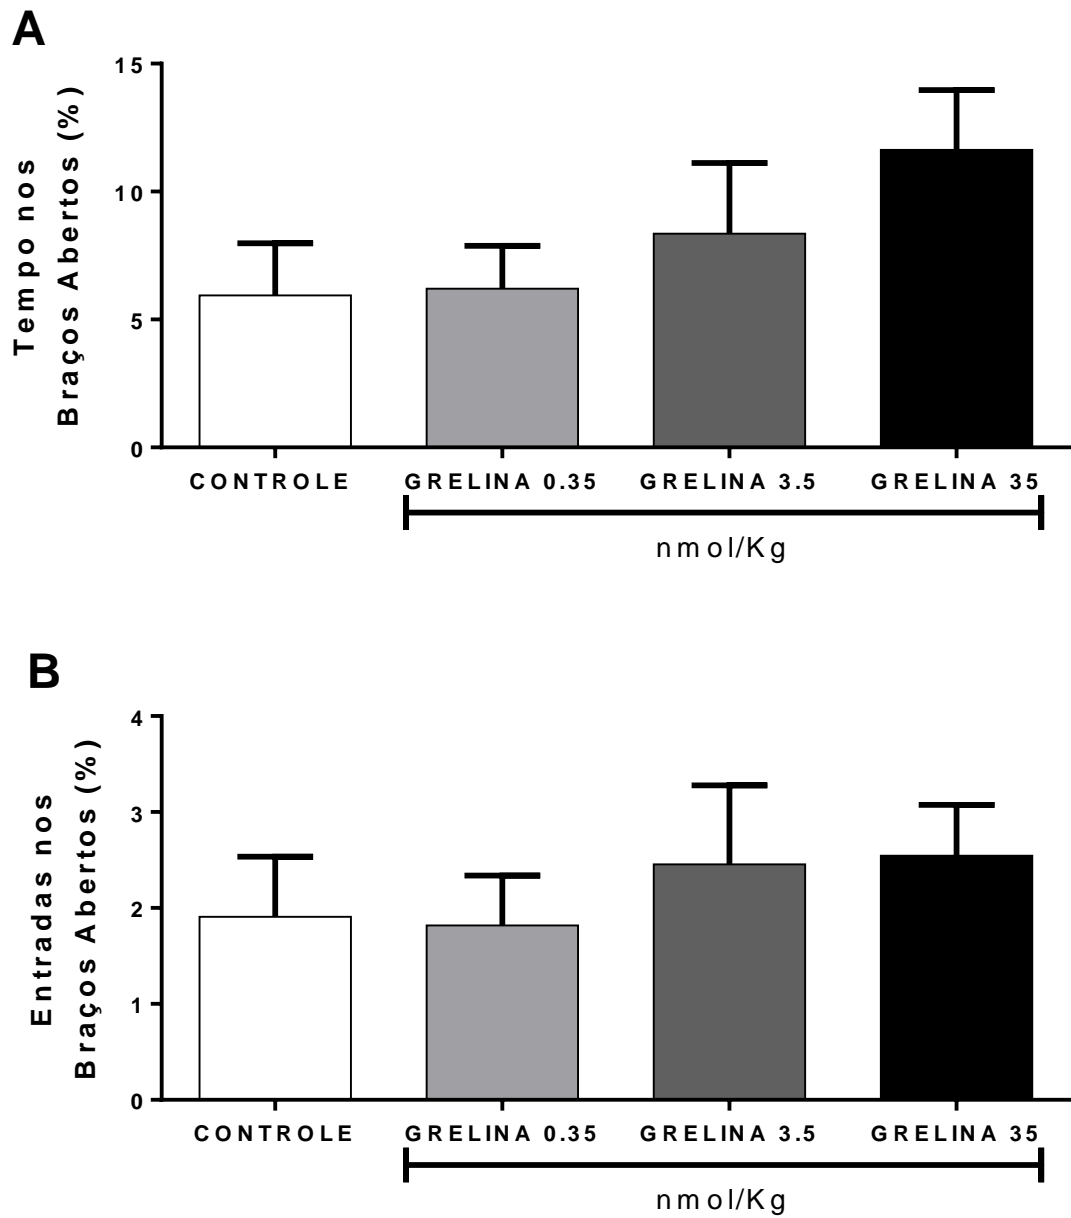 A
Tempo nos
Braços Abertos (%)
15
10
5
0
CONTROLE GRELINA 0.35 GRELINA 3.5 GRELINA 35
nmol/Kg
B
Entradas nos
Braços Abertos (%)
4
3
2
1
0
CONTROLE GRELINA 0.35 GRELINA 3.5 GRELINA 35
nmol/Kg